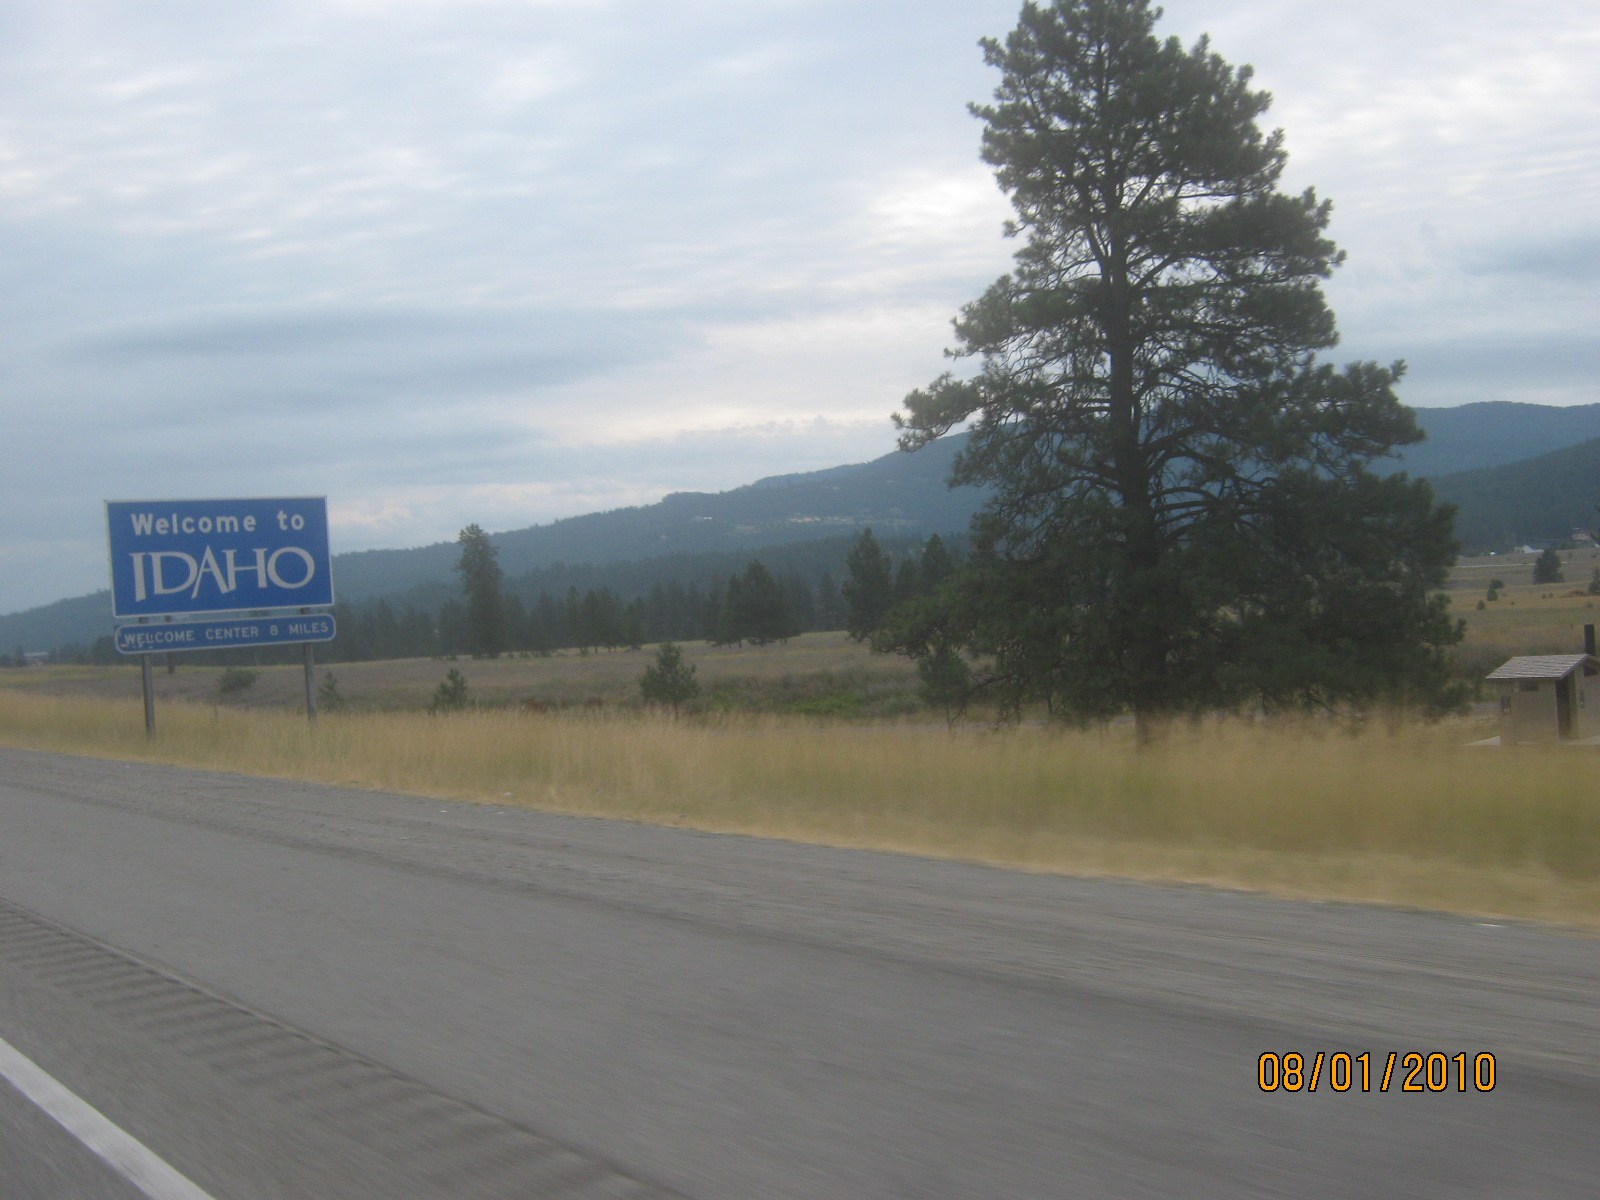 Welcome to
IDAHO
WELCOME CENTER 8 MILES
08/01/2010